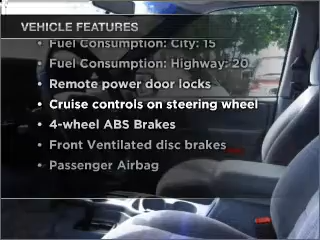 VEHICLE FEATURES
• Fuel Consumption: City: 15
• Fuel Consumption: Highway: 20
• Remote power door locks
• Cruise controls on steering wheel
• 4-wheel ABS Brakes
• Front Ventilated disc brakes
• Passenger Airbag